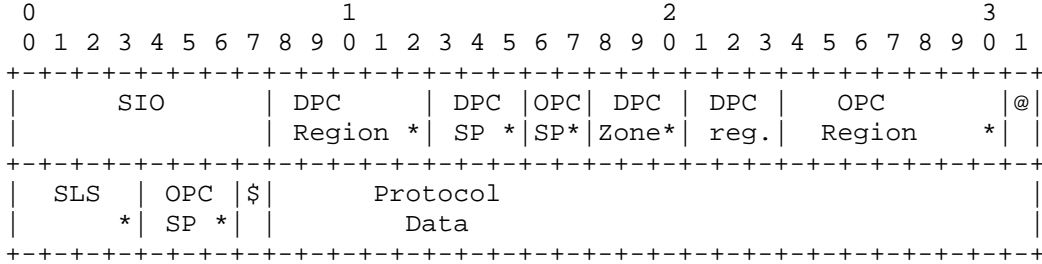 0                   1                   2                   3
 0 1 2 3 4 5 6 7 8 9 0 1 2 3 4 5 6 7 8 9 0 1 2 3 4 5 6 7 8 9 0 1
+-+-+-+-+-+-+-+-+-+-+-+-+-+-+-+-+-+-+-+-+-+-+-+-+-+-+-+-+-+-+-+-+
|      SIO      | DPC     | DPC |OPC| DPC | DPC |   OPC       |@|
|               | Region *| SP *|SP*|Zone*| reg.|  Region    *| |
+-+-+-+-+-+-+-+-+-+-+-+-+-+-+-+-+-+-+-+-+-+-+-+-+-+-+-+-+-+-+-+-+
|  SLS  | OPC |$|      Protocol                                 |
|      *| SP *| |        Data                                   |
+-+-+-+-+-+-+-+-+-+-+-+-+-+-+-+-+-+-+-+-+-+-+-+-+-+-+-+-+-+-+-+-+